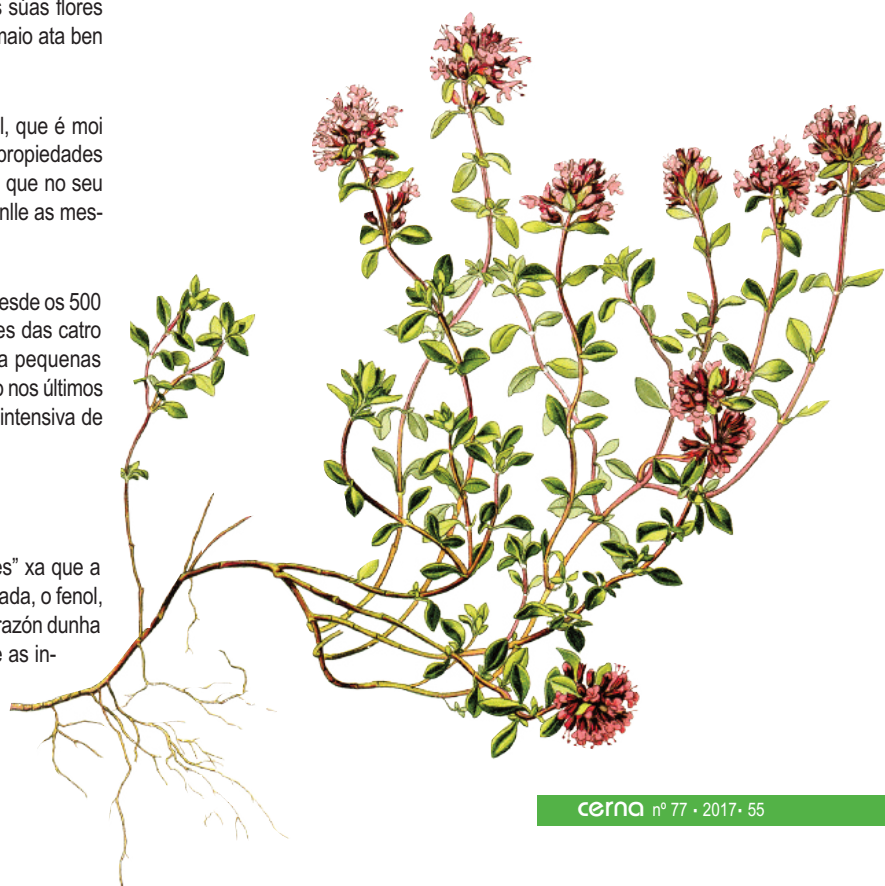 s súas flores
maio ata ben
l, que é moi
propiedades
que no seu
nlle as mes-
esde os 500
es das catro
a pequenas
o nos últimos
intensiva de
es” xa que a
ada, o fenol,
razón dunha
e as in-
cerna nº 77 • 2017• 55